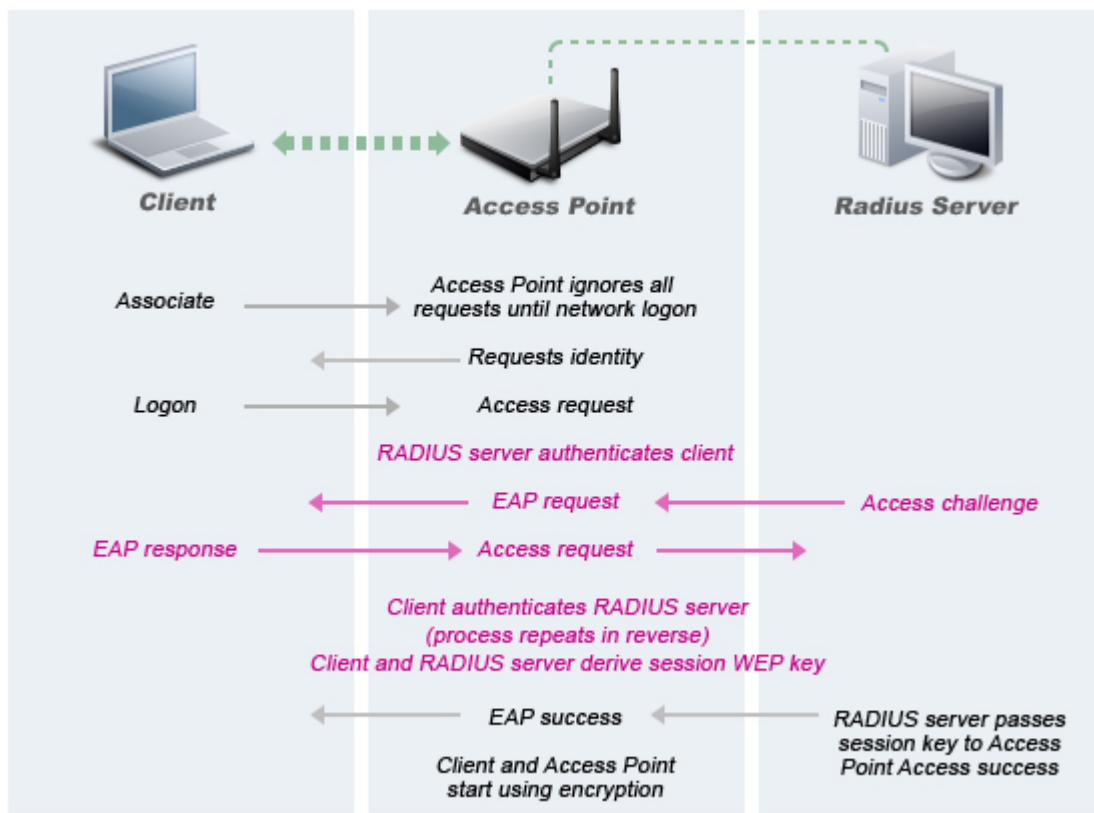 Client
Access Point
Radius Server
Associate
Access Point ignores all
requests until network logon
Requests identity
Logon
Access request
RADIUS server authenticates client
EAP request
Access challenge
EAP response
Access request
Client authenticates RADIUS server
(process repeats in reverse)
Client and RADIUS server derive session WEP key
EAP success
RADIUS server passes
session key to Access
Point Access success
Client and Access Point
start using encryption